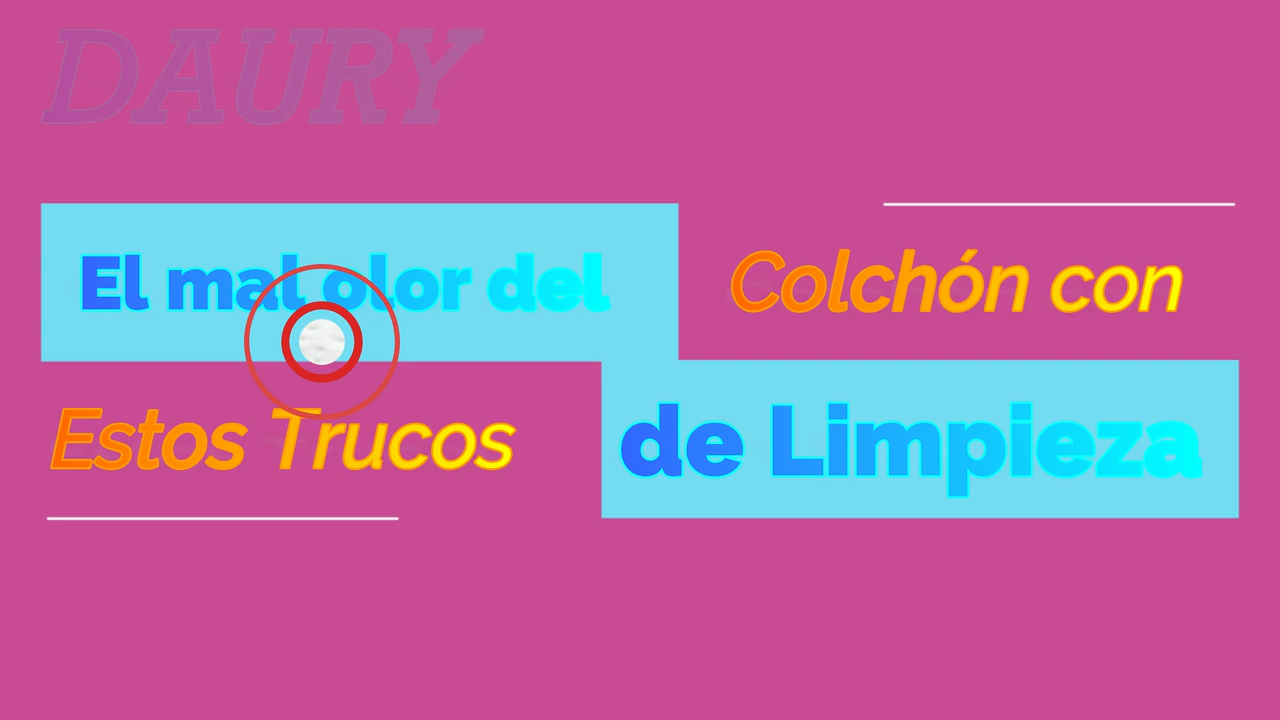 DAURY
El mal olor del
Colchón con
Estos Trucos
de Limpieza